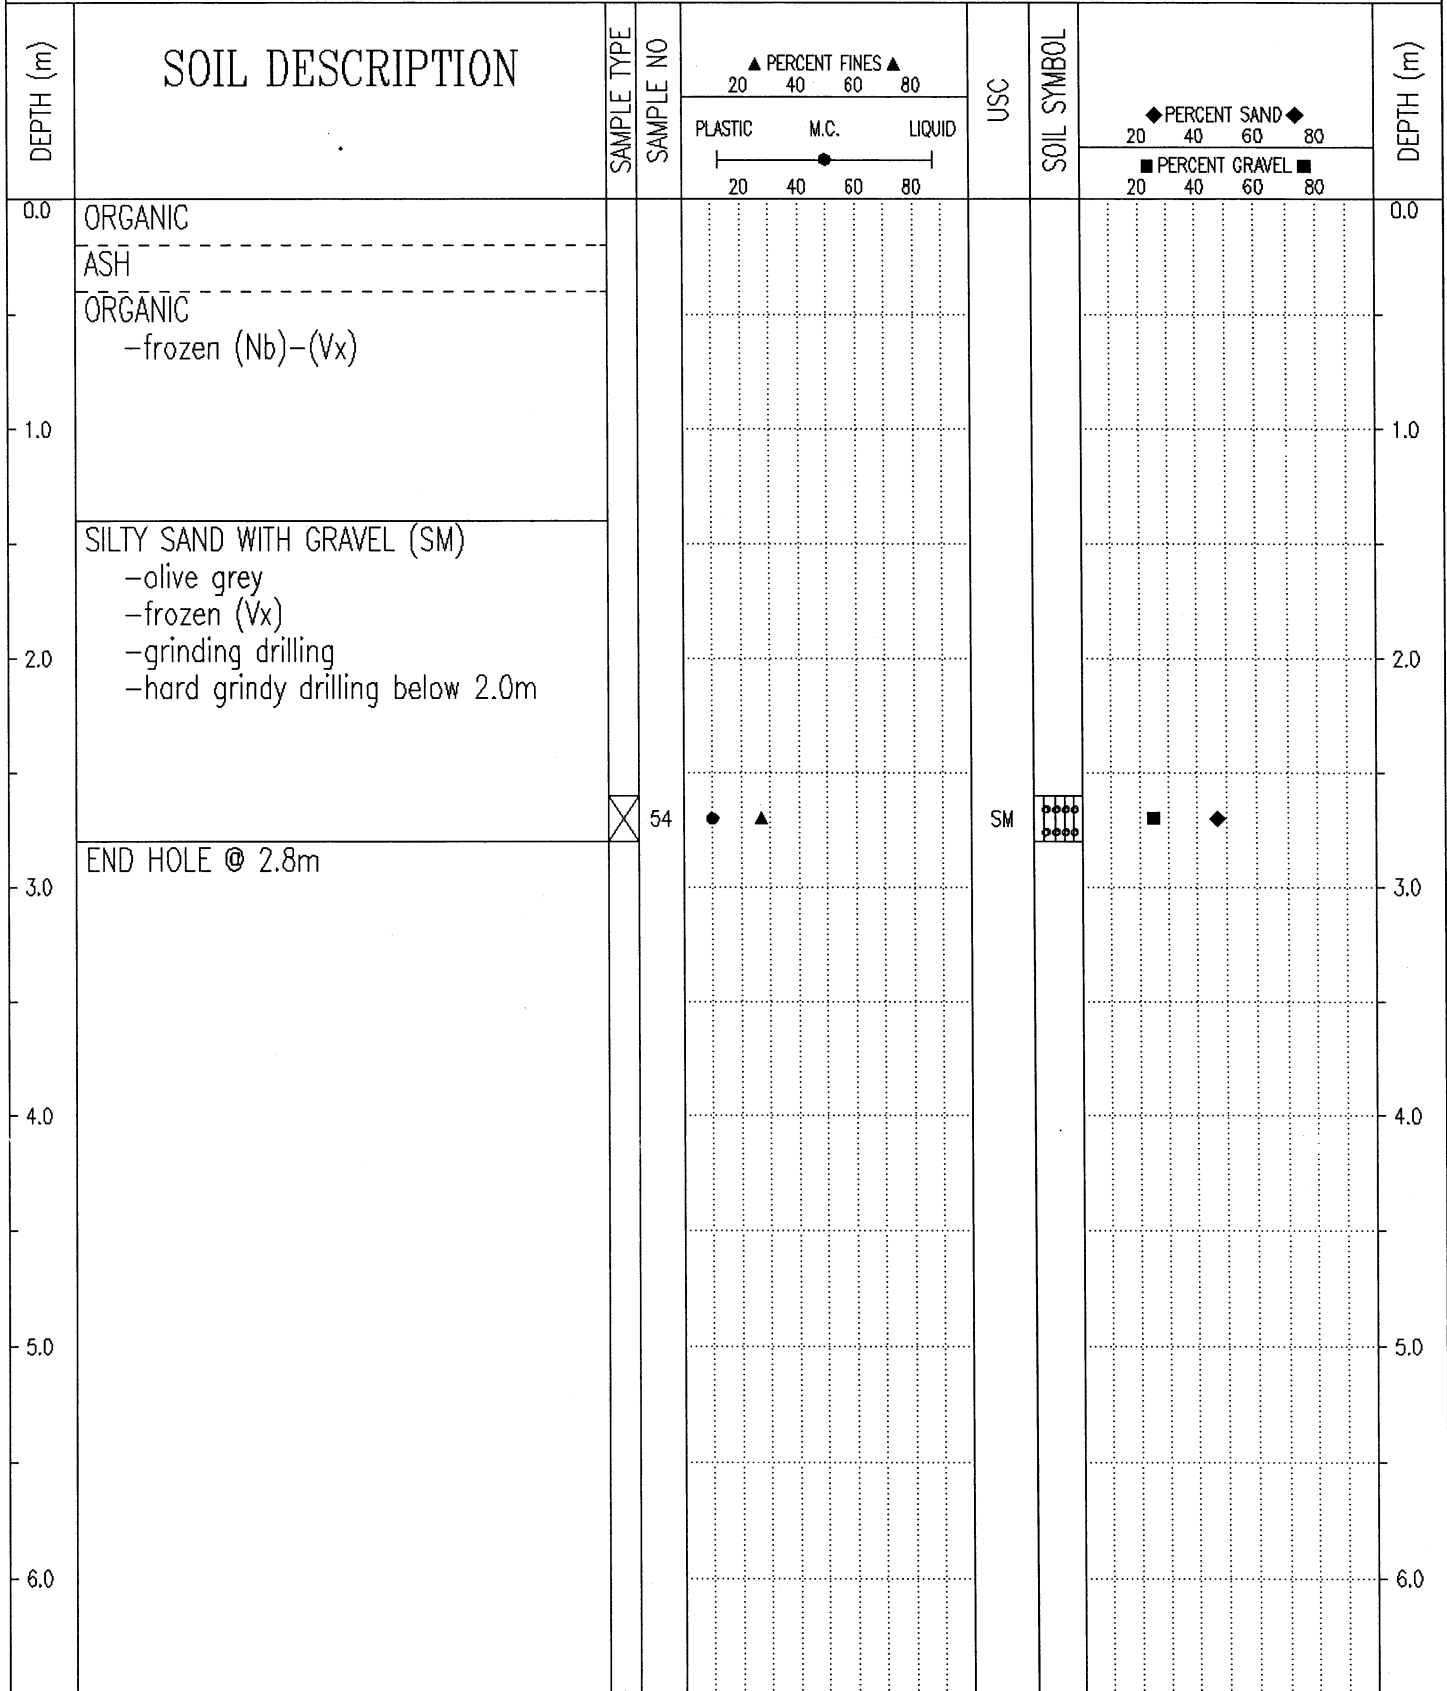 DEPTH (m)
SOIL DESCRIPTION
SAMPLE TYPE
SAMPLE NO
▲ PERCENT FINES ▲
20 40 60 80
PLASTIC M.C. LIQUID
20 40 60 80
USC
SOIL SYMBOL
◆ PERCENT SAND ◆
20 40 60 80
■ PERCENT GRAVEL ■
20 40 60 80
DEPTH (m)
0.0 ORGANIC 0.0
ASH
ORGANIC
-frozen (Nb)-(Vx)
1.0 1.0
SILTY SAND WITH GRAVEL (SM)
-olive grey
-frozen (Vx)
-grinding drilling
2.0 2.0
-hard grindy drilling below 2.0m
54 SM
END HOLE @ 2.8m
3.0 3.0
4.0 4.0
5.0 5.0
6.0 6.0